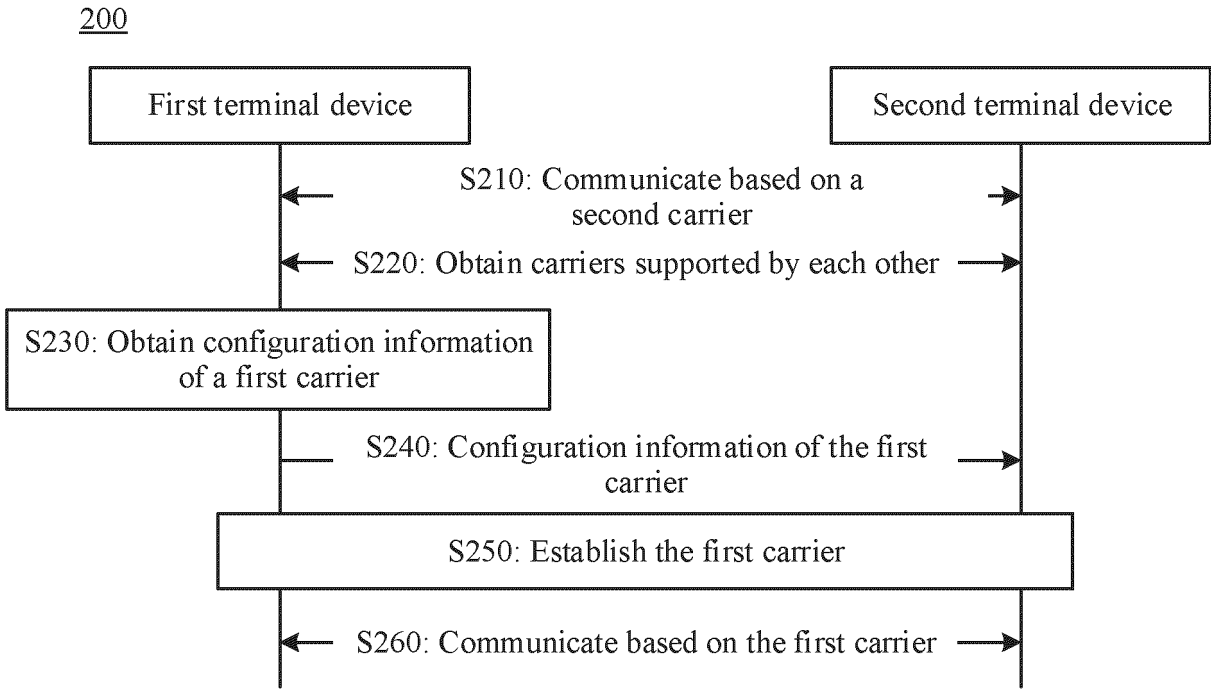 200
First terminal device
Second terminal device
S210: Communicate based on a
second carrier
S220: Obtain carriers supported by each other
S230: Obtain configuration information
of a first carrier
S240: Configuration information of the first
carrier
S250: Establish the first carrier
S260: Communicate based on the first carrier